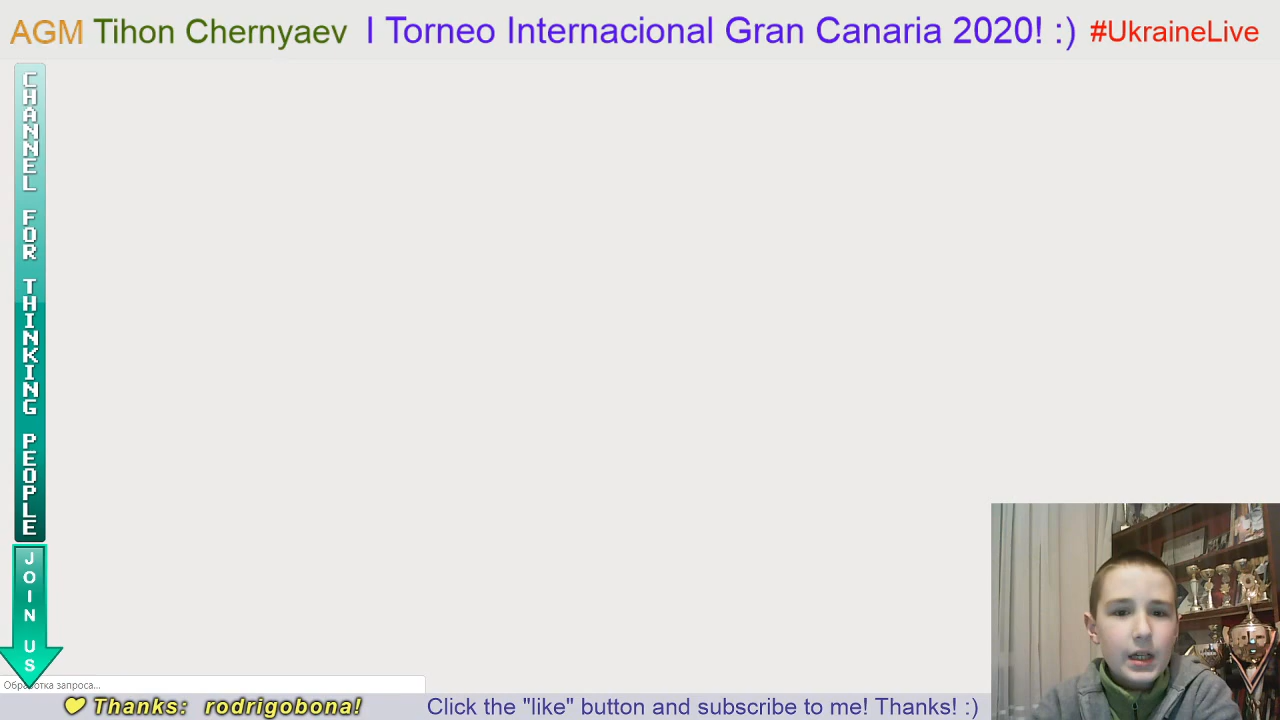 AGM Tihon Chernyaev I Torneo Internacional Gran Canaria 2020! :) #UkraineLive
CHANNEL FOR THINKING PEOPLE
JOIN US
Обработка запроса...
Thanks: rodrigobona! Click the "like" button and subscribe to me! Thanks! :)